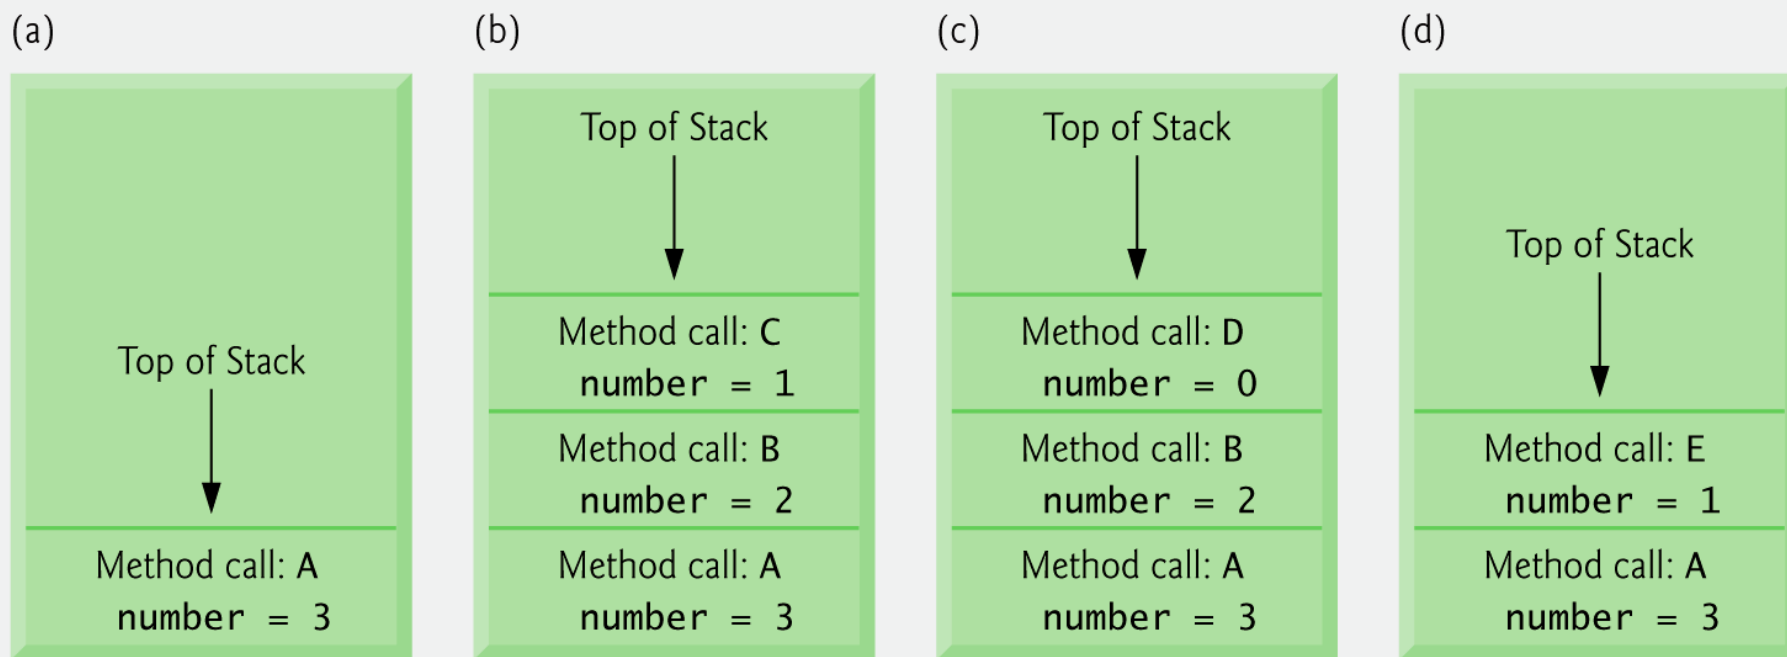 (a)
Top of Stack
Method call: A
number = 3
(b)
Top of Stack
Method call: C
number = 1
Method call: B
number = 2
Method call: A
number = 3
(c)
Top of Stack
Method call: D
number = 0
Method call: B
number = 2
Method call: A
number = 3
(d)
Top of Stack
Method call: E
number = 1
Method call: A
number = 3